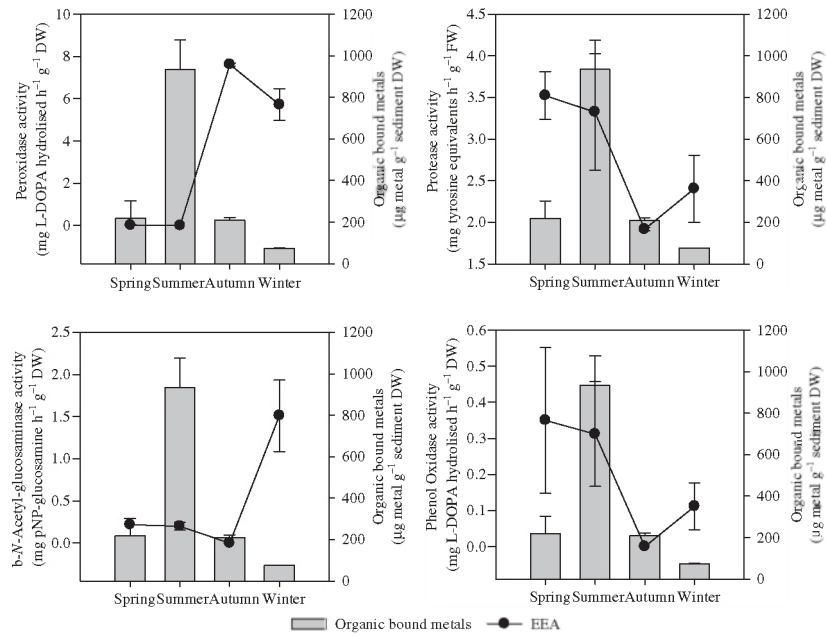 Peroxidase activity
(mg L-DOPA hydrolised h⁻¹ g⁻¹ DW)
10
8
6
4
2
0
1200
1000
800
600
400
200
0
Organic bound metals
(µg metal g⁻¹ sediment DW)
Spring Summer Autumn Winter
Protease activity
(mg tyrosine equivalents h⁻¹ g⁻¹ FW)
4.5
4.0
3.5
3.0
2.5
2.0
1.5
1200
1000
800
600
400
200
0
Organic bound metals
(µg metal g⁻¹ sediment DW)
Spring Summer Autumn Winter
b-N-Acetyl-glucosaminase activity
(mg pNP-glucosamine h⁻¹ g⁻¹ DW)
2.5
2.0
1.5
1.0
0.5
0.0
1200
1000
800
600
400
200
0
Organic bound metals
(µg metal g⁻¹ sediment DW)
Spring Summer Autumn Winter
Phenol Oxidase activity
(mg L-DOPA hydrolised h⁻¹ g⁻¹ DW)
0.6
0.5
0.4
0.3
0.2
0.1
0.0
1200
1000
800
600
400
200
0
Organic bound metals
(µg metal g⁻¹ sediment DW)
Spring Summer Autumn Winter
Organic bound metals EEA